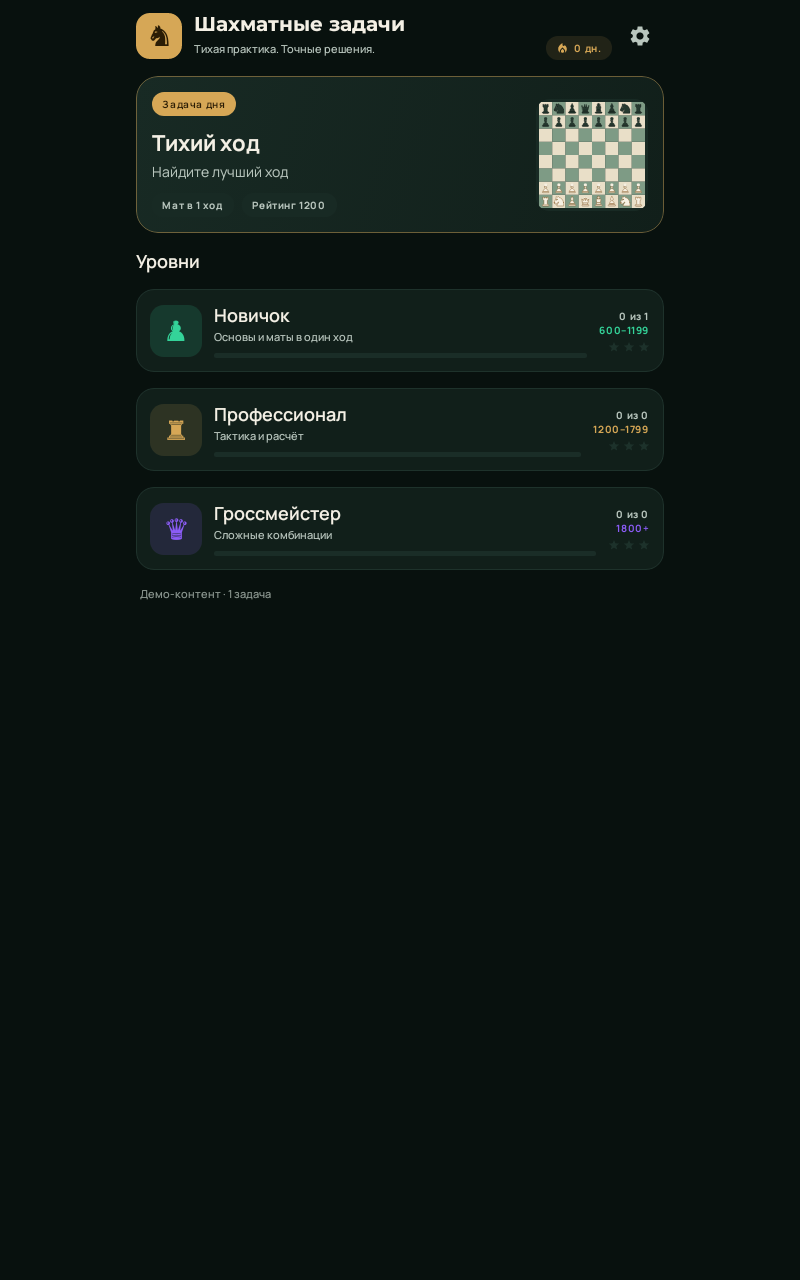 Шахматные задачи
Тихая практика. Точные решения.
0 дн.
Задача дня
Тихий ход
Найдите лучший ход
Мат в 1 ход
Рейтинг 1200
Уровни
Новичок
Основы и маты в один ход
0 из 1
600–1199
Профессионал
Тактика и расчёт
0 из 0
1200–1799
Гроссмейстер
Сложные комбинации
0 из 0
1800+
Демо-контент · 1 задача